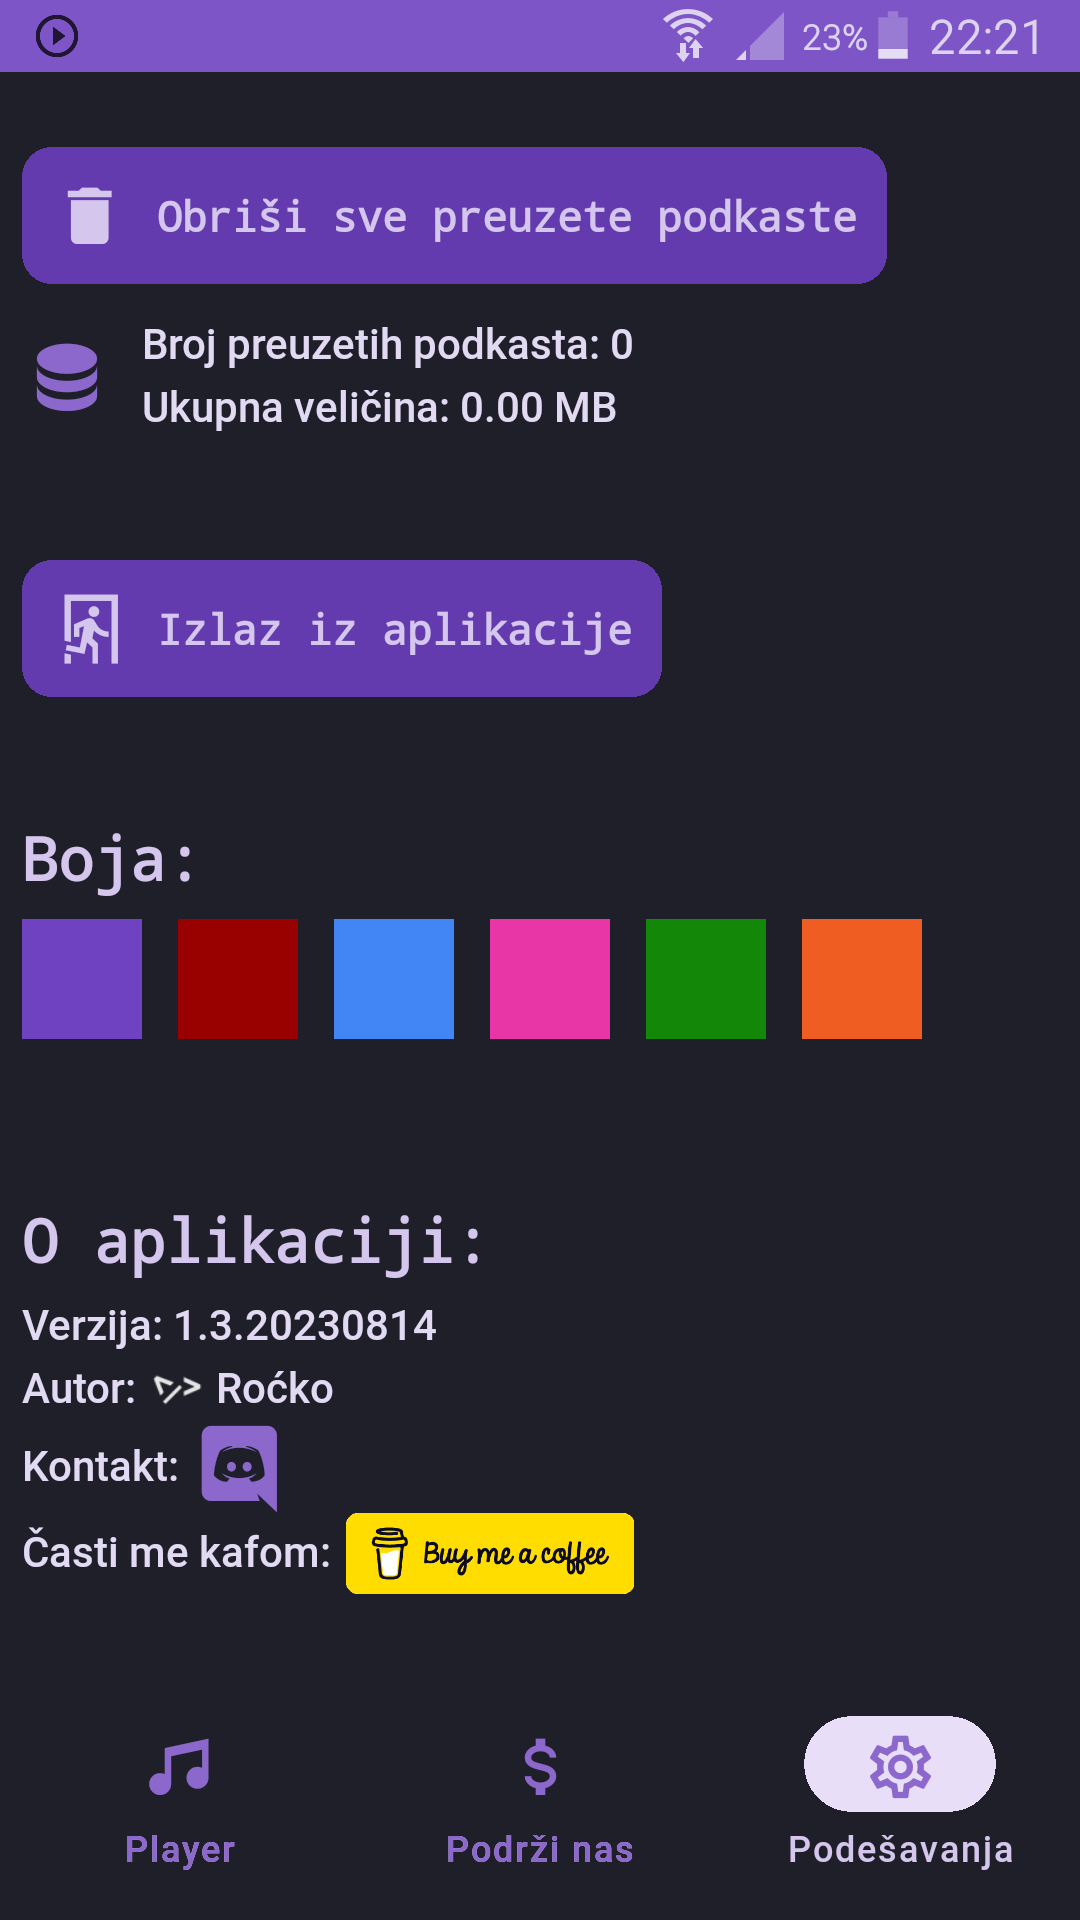 23% 22:21
Obriši sve preuzete podkaste
Broj preuzetih podkasta: 0
Ukupna veličina: 0.00 MB
Izlaz iz aplikacije
Boja:
O aplikaciji:
Verzija: 1.3.20230814
Autor: </> Roćko
Kontakt:
Časti me kafom: Buy me a coffee
Player Podrži nas Podešavanja